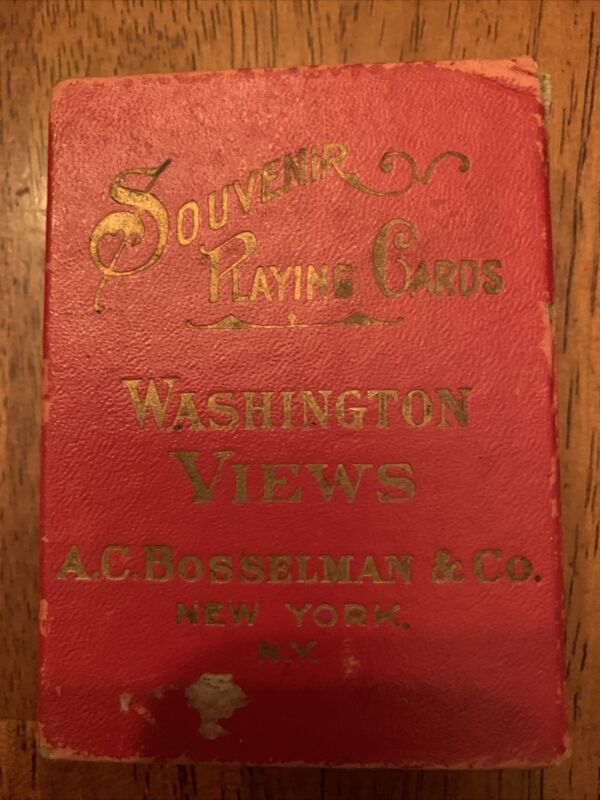 SOUVENIR
PLAYING CARDS
WASHINGTON
VIEWS
A.C. BOSSELMAN & CO.
NEW YORK,
N.Y.